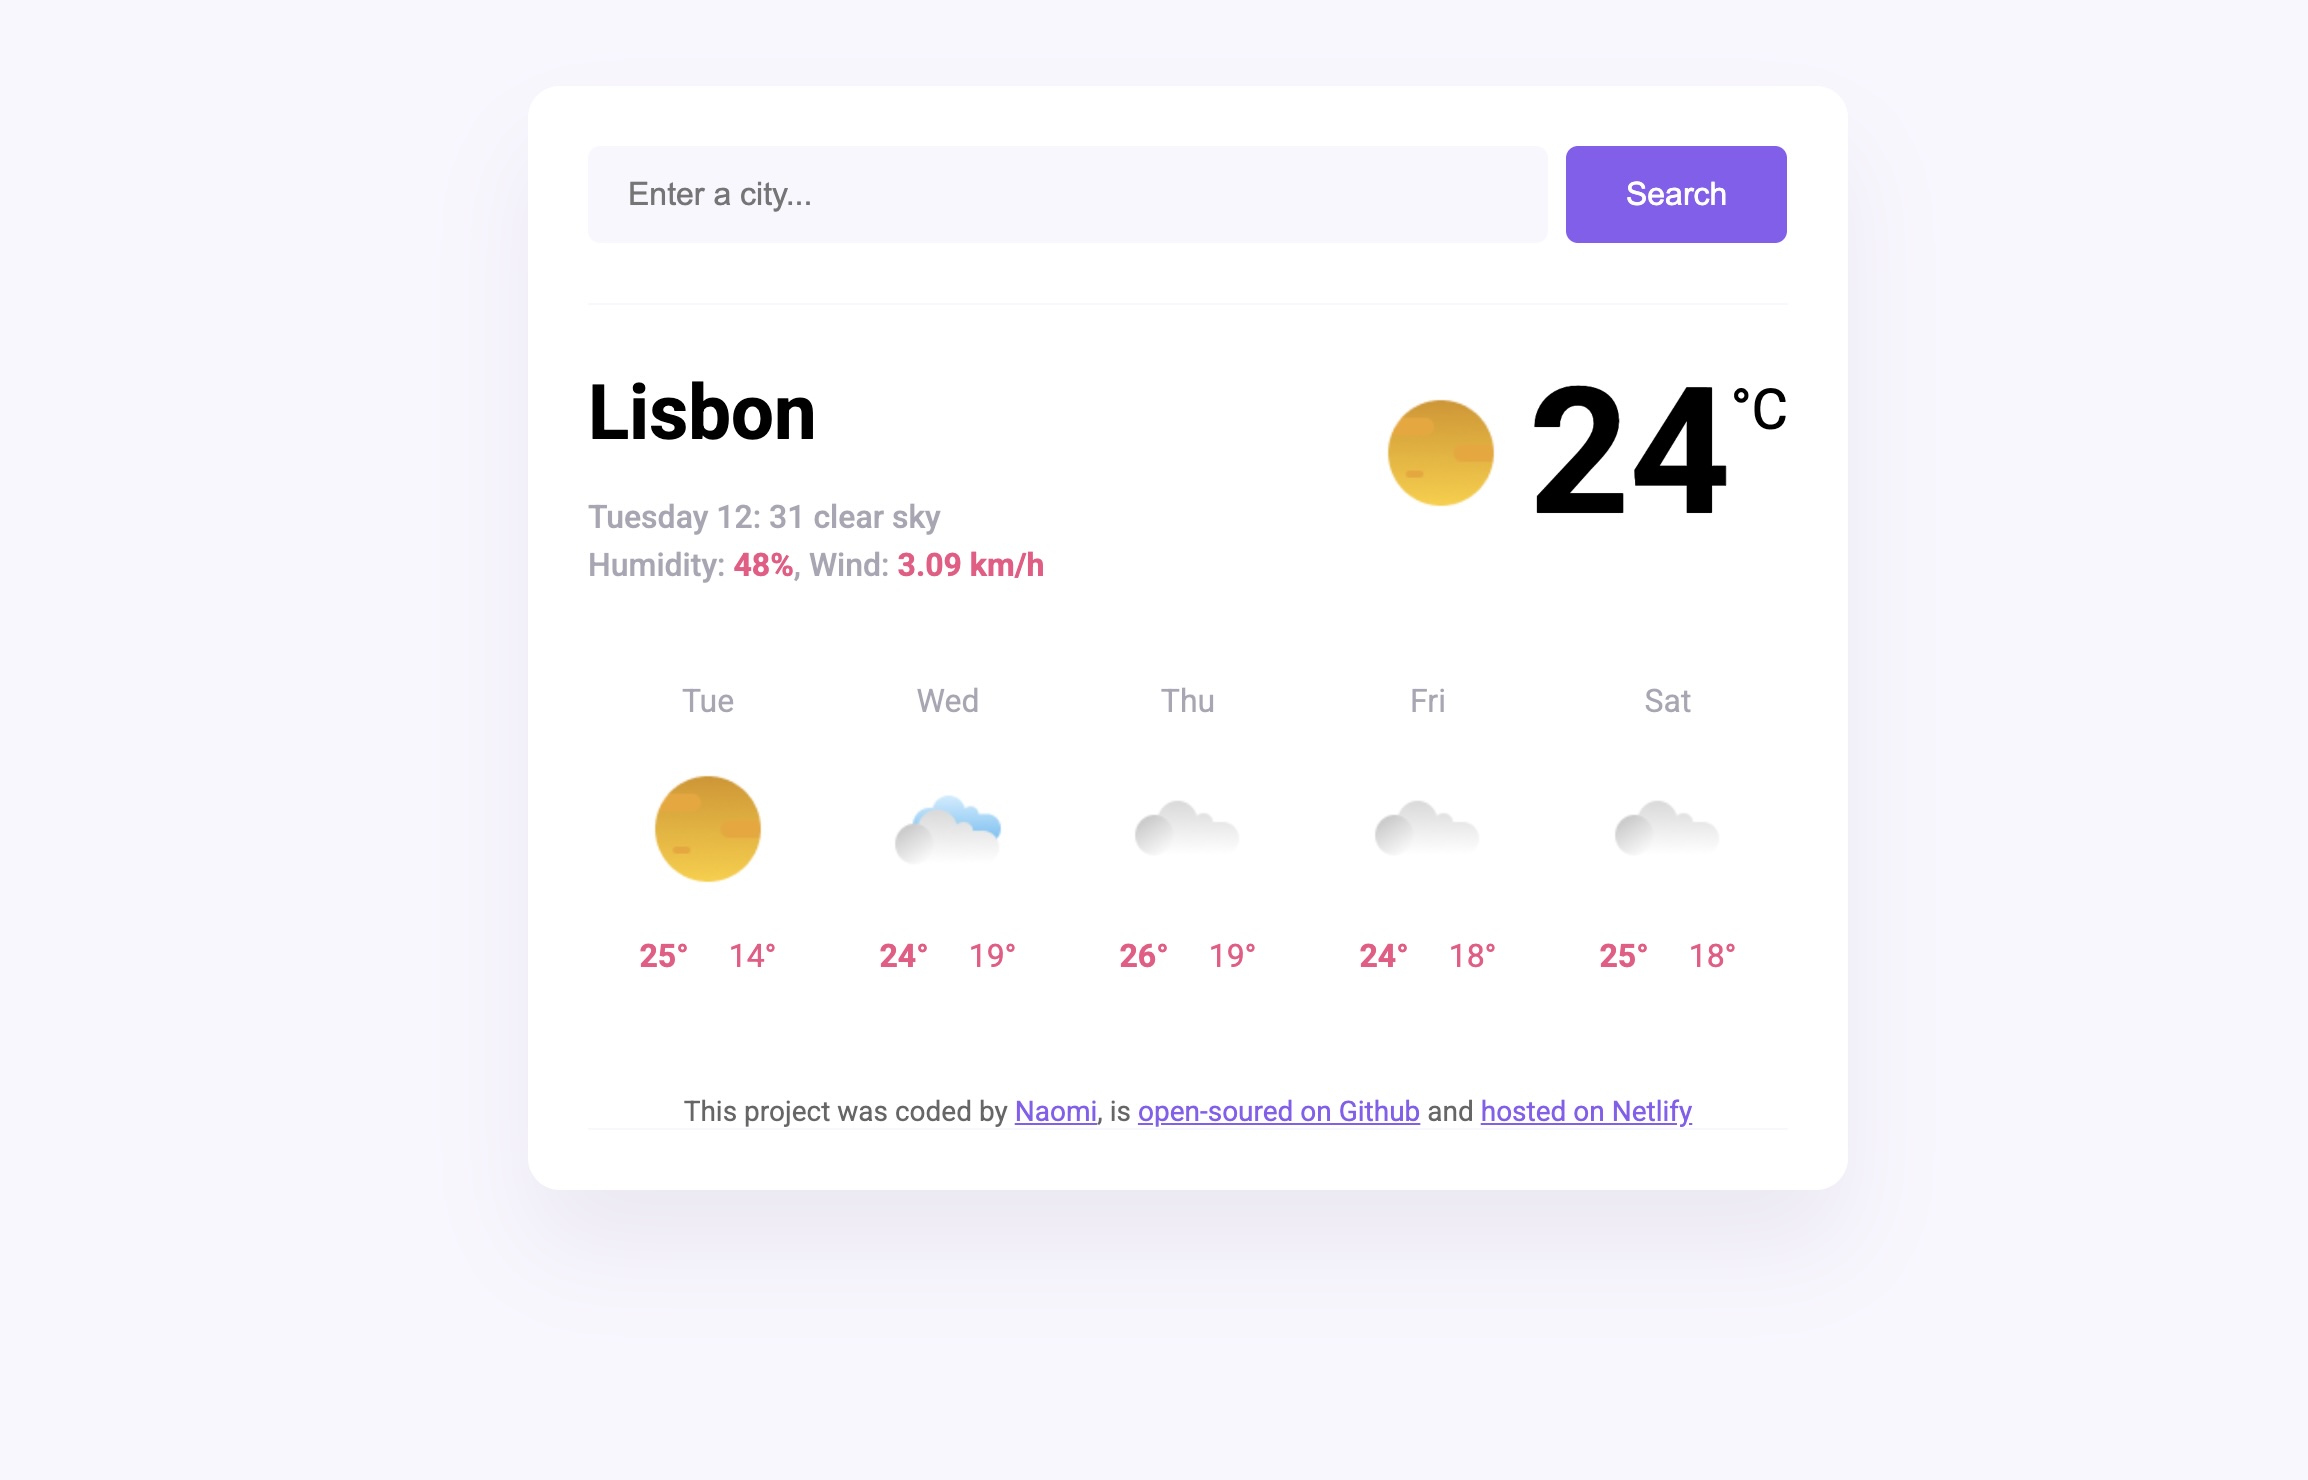 Enter a city...
Search
Lisbon
24 °C
Tuesday 12: 31 clear sky
Humidity: 48%, Wind: 3.09 km/h
Tue Wed Thu Fri Sat
25° 14° 24° 19° 26° 19° 24° 18° 25° 18°
This project was coded by Naomi, is open-soured on Github and hosted on Netlify